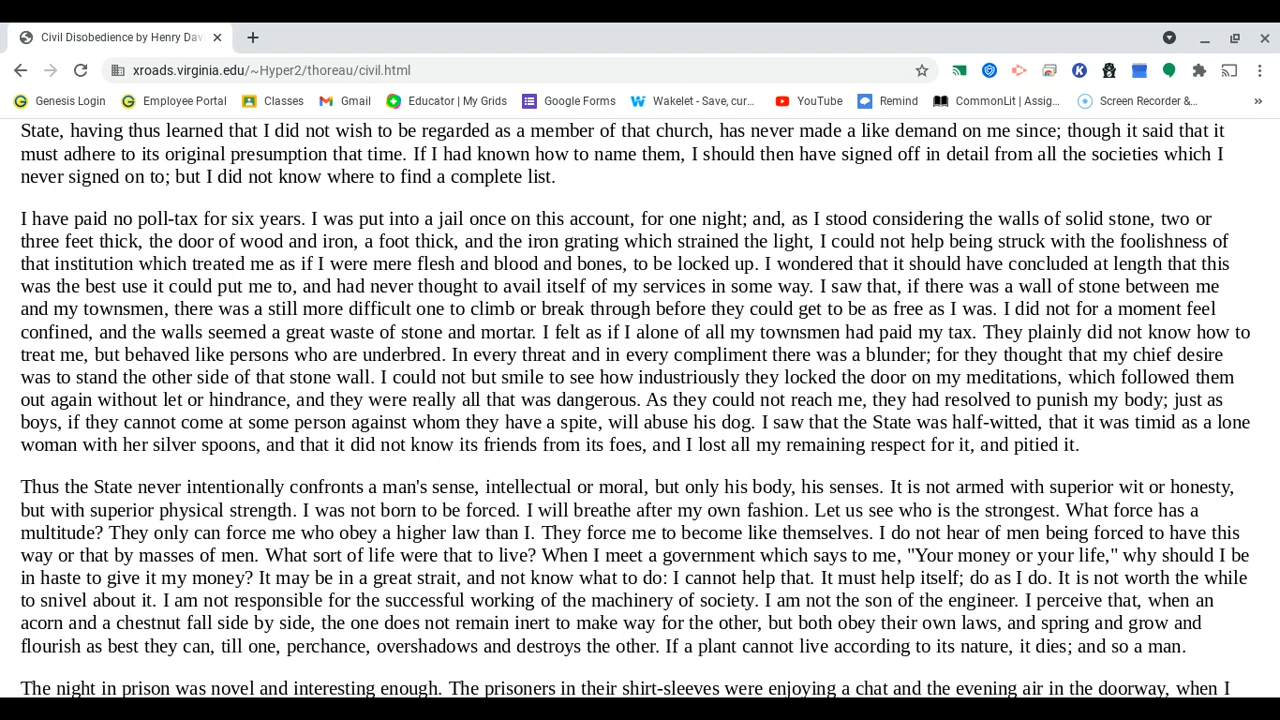 Civil Disobedience by Henry Dav
xroads.virginia.edu/~Hyper2/thoreau/civil.html
Genesis Login Employee Portal Classes Gmail Educator | My Grids Google Forms Wakelet - Save, cur... YouTube Remind CommonLit | Assig... Screen Recorder &... »
State, having thus learned that I did not wish to be regarded as a member of that church, has never made a like demand on me since; though it said that it
must adhere to its original presumption that time. If I had known how to name them, I should then have signed off in detail from all the societies which I
never signed on to; but I did not know where to find a complete list.
I have paid no poll-tax for six years. I was put into a jail once on this account, for one night; and, as I stood considering the walls of solid stone, two or
three feet thick, the door of wood and iron, a foot thick, and the iron grating which strained the light, I could not help being struck with the foolishness of
that institution which treated me as if I were mere flesh and blood and bones, to be locked up. I wondered that it should have concluded at length that this
was the best use it could put me to, and had never thought to avail itself of my services in some way. I saw that, if there was a wall of stone between me
and my townsmen, there was a still more difficult one to climb or break through before they could get to be as free as I was. I did not for a moment feel
confined, and the walls seemed a great waste of stone and mortar. I felt as if I alone of all my townsmen had paid my tax. They plainly did not know how to
treat me, but behaved like persons who are underbred. In every threat and in every compliment there was a blunder; for they thought that my chief desire
was to stand the other side of that stone wall. I could not but smile to see how industriously they locked the door on my meditations, which followed them
out again without let or hindrance, and they were really all that was dangerous. As they could not reach me, they had resolved to punish my body; just as
boys, if they cannot come at some person against whom they have a spite, will abuse his dog. I saw that the State was half-witted, that it was timid as a lone
woman with her silver spoons, and that it did not know its friends from its foes, and I lost all my remaining respect for it, and pitied it.
Thus the State never intentionally confronts a man's sense, intellectual or moral, but only his body, his senses. It is not armed with superior wit or honesty,
but with superior physical strength. I was not born to be forced. I will breathe after my own fashion. Let us see who is the strongest. What force has a
multitude? They only can force me who obey a higher law than I. They force me to become like themselves. I do not hear of men being forced to have this
way or that by masses of men. What sort of life were that to live? When I meet a government which says to me, "Your money or your life," why should I be
in haste to give it my money? It may be in a great strait, and not know what to do: I cannot help that. It must help itself; do as I do. It is not worth the while
to snivel about it. I am not responsible for the successful working of the machinery of society. I am not the son of the engineer. I perceive that, when an
acorn and a chestnut fall side by side, the one does not remain inert to make way for the other, but both obey their own laws, and spring and grow and
flourish as best they can, till one, perchance, overshadows and destroys the other. If a plant cannot live according to its nature, it dies; and so a man.
The night in prison was novel and interesting enough. The prisoners in their shirt-sleeves were enjoying a chat and the evening air in the doorway, when I